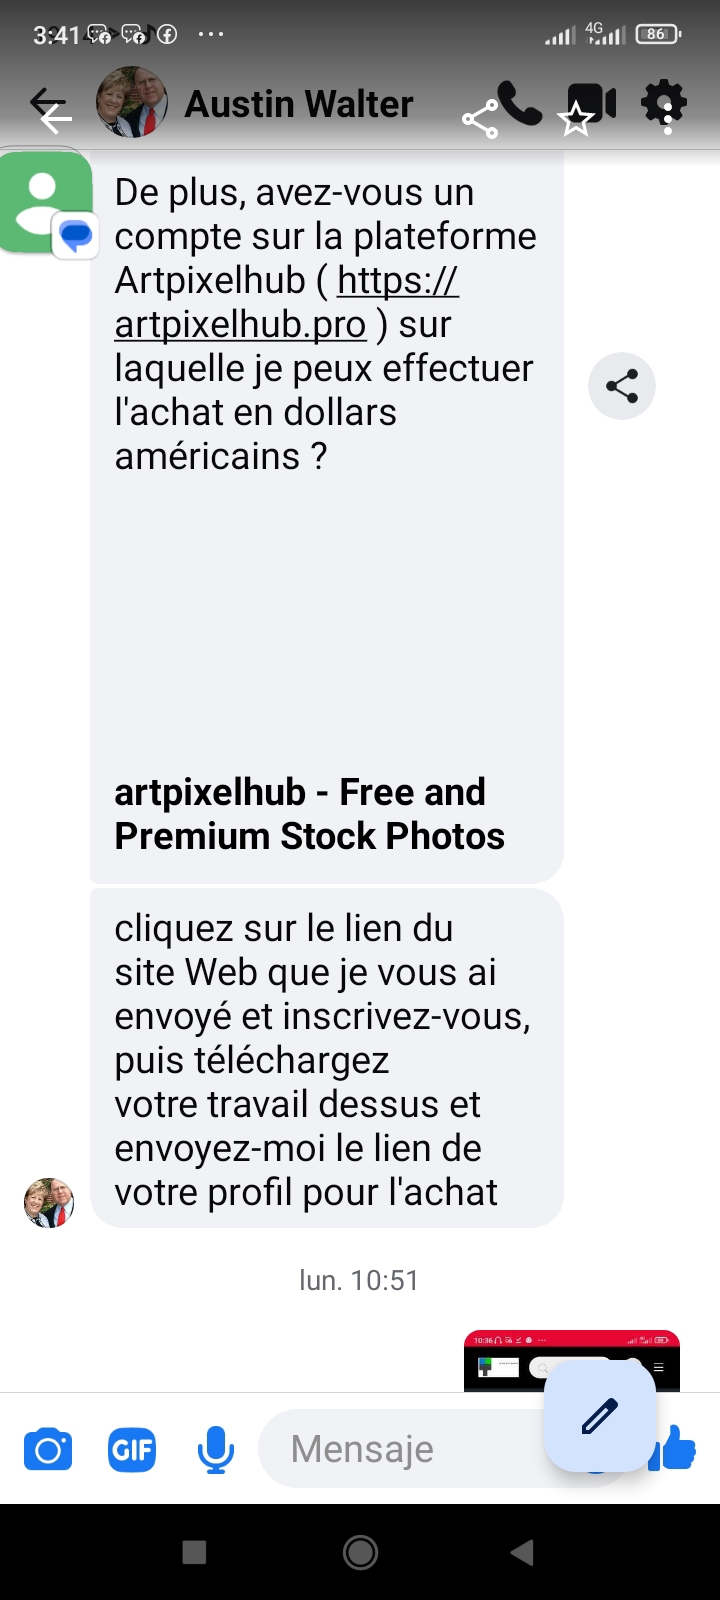 3:41
4G
86
Austin Walter
De plus, avez-vous un
compte sur la plateforme
Artpixelhub ( https://
artpixelhub.pro ) sur
laquelle je peux effectuer
l'achat en dollars
américains ?
artpixelhub - Free and
Premium Stock Photos
cliquez sur le lien du
site Web que je vous ai
envoyé et inscrivez-vous,
puis téléchargez
votre travail dessus et
envoyez-moi le lien de
votre profil pour l'achat
lun. 10:51
10:36
GIF
Mensaje